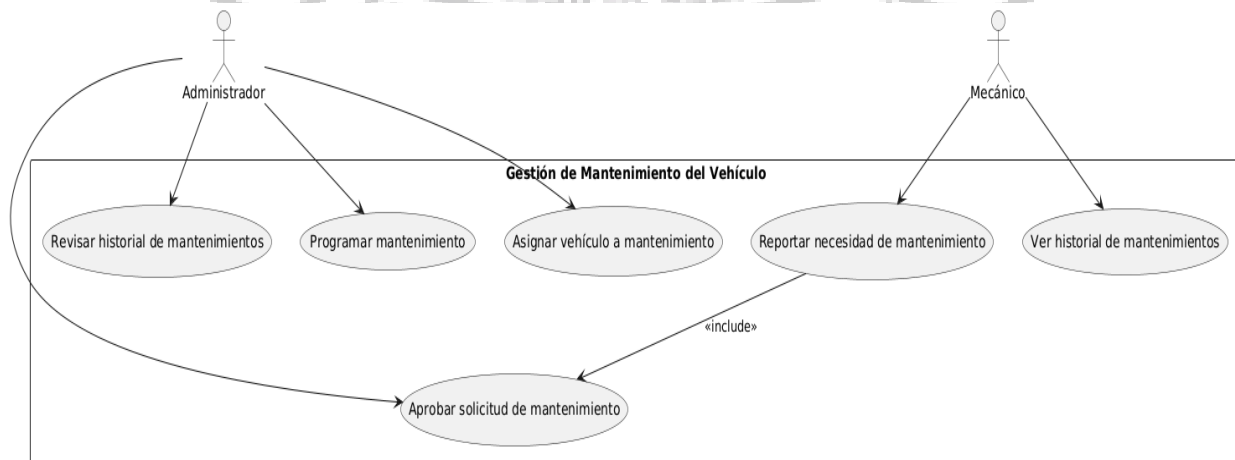 Administrador
Mecánico
Gestión de Mantenimiento del Vehículo
Revisar historial de mantenimientos
Programar mantenimiento
Asignar vehículo a mantenimiento
Reportar necesidad de mantenimiento
Ver historial de mantenimientos
«include»
Aprobar solicitud de mantenimiento